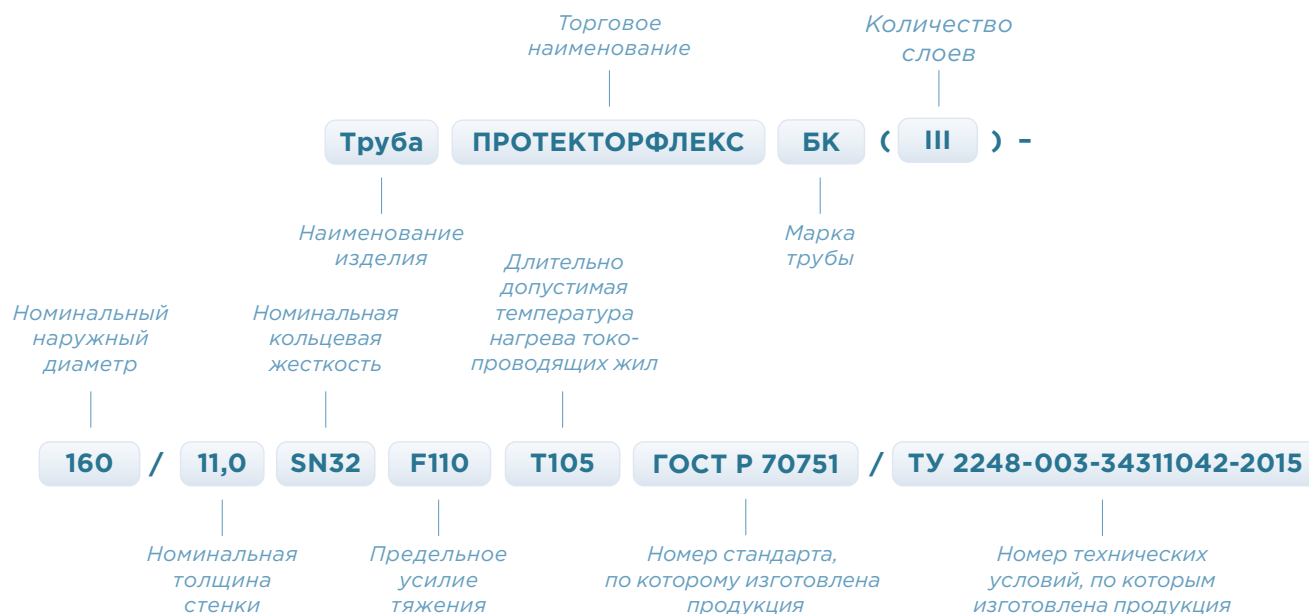 Торговое
наименование
Количество
слоев
Труба ПРОТЕКТОРФЛЕКС БК ( III ) –
Наименование
изделия
Марка
трубы
Номинальный
наружный
диаметр
Номинальная
кольцевая
жесткость
Длительно
допустимая
температура
нагрева токо-
проводящих жил
160 / 11,0 SN32 F110 T105 ГОСТ Р 70751 / ТУ 2248-003-34311042-2015
Номинальная
толщина
стенки
Предельное
усилие
тяжения
Номер стандарта,
по которому изготовлена
продукция
Номер технических
условий, по которым
изготовлена продукция